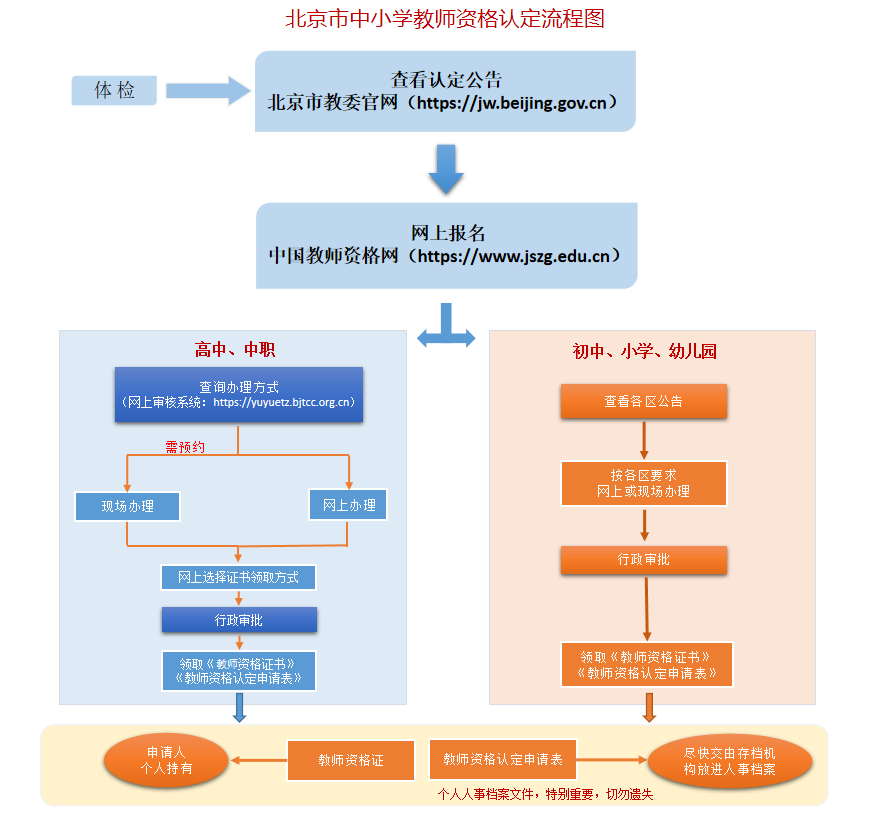 北京市中小学教师资格认定流程图
体 检
查看认定公告
北京市教委官网（https://jw.beijing.gov.cn）
网上报名
中国教师资格网（https://www.jszg.edu.cn）
高中、中职
查询办理方式
（网上审核系统：https://yuyuetz.bjtcc.org.cn）
需预约
现场办理
网上办理
网上选择证书领取方式
行政审批
领取《教师资格证书》
《教师资格认定申请表》
初中、小学、幼儿园
查看各区公告
按各区要求
网上或现场办理
行政审批
领取《教师资格证书》
《教师资格认定申请表》
申请人
个人持有
教师资格证
教师资格认定申请表
尽快交由存档机
构放进人事档案
个人人事档案文件，特别重要，切勿遗失